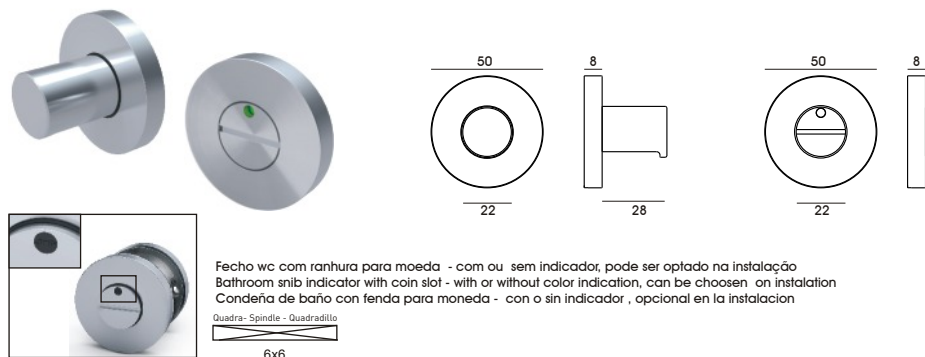 50
8
50
8
22
28
22
Fecho wc com ranhura para moeda - com ou sem indicador, pode ser optado na instalação
Bathroom snib indicator with coin slot - with or without color indication, can be choosen on instalation
Condeña de baño con fenda para moneda - con o sin indicador , opcional en la instalacion
Quadra- Spindle - Quadradillo
6x6